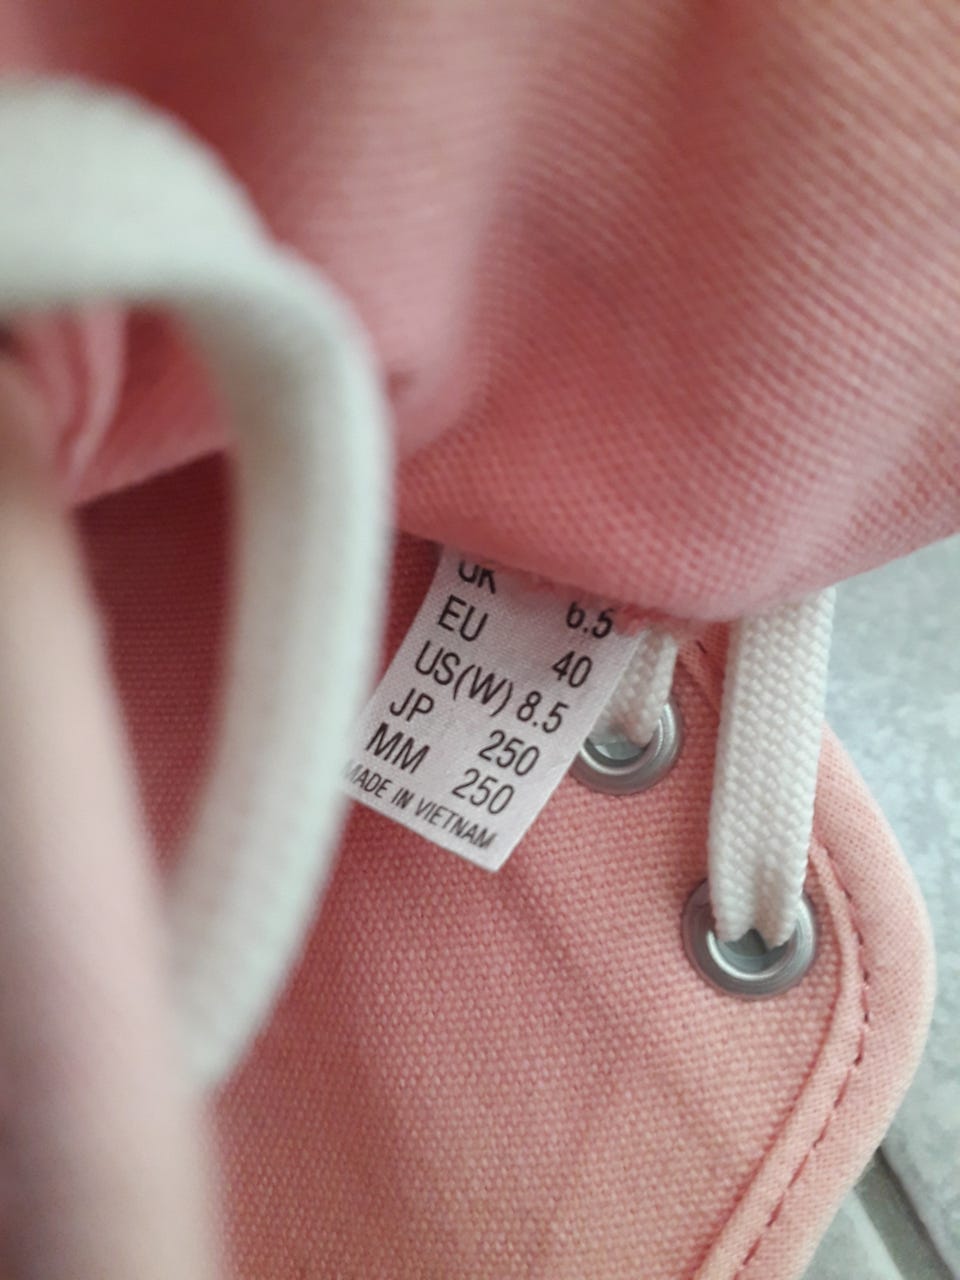 UK 6.5
EU 40
US(W) 8.5
JP 250
MM 250
MADE IN VIETNAM